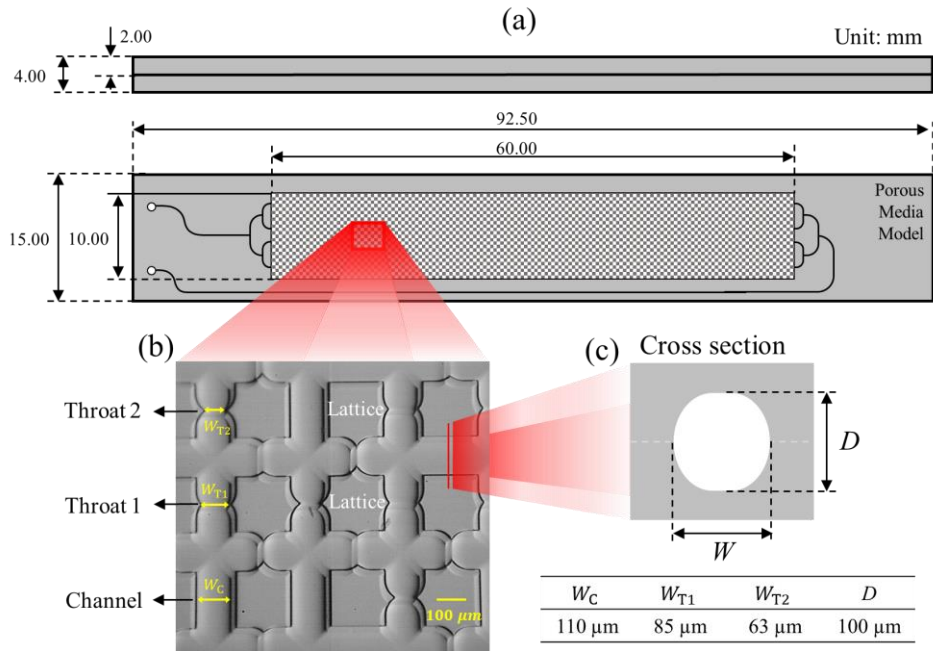 (a)
Unit: mm
2.00
4.00
92.50
60.00
15.00
10.00
Porous
Media
Model
(b)
Throat 2
W_T2
Lattice
Throat 1
W_T1
Lattice
Channel
W_C
100 μm
(c)
Cross section
D
W
W_C W_T1 W_T2 D
110 μm 85 μm 63 μm 100 μm